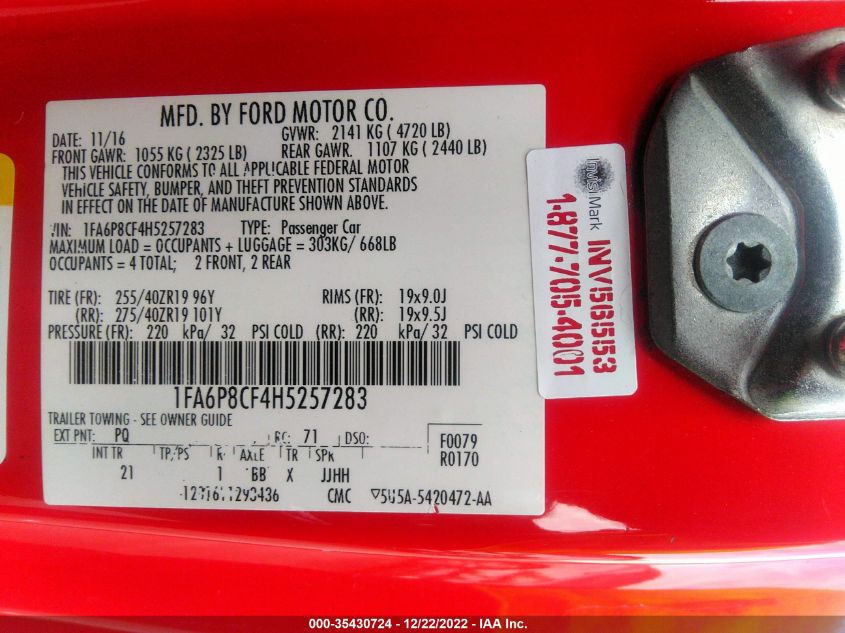 MFD. BY FORD MOTOR CO.
DATE: 11/16 GVWR: 2141 KG (4720 LB)
FRONT GAWR: 1055 KG (2325 LB) REAR GAWR: 1107 KG (2440 LB)
THIS VEHICLE CONFORMS TO ALL APPLICABLE FEDERAL MOTOR
VEHICLE SAFETY, BUMPER, AND THEFT PREVENTION STANDARDS
IN EFFECT ON THE DATE OF MANUFACTURE SHOWN ABOVE.
VIN: 1FA6P8CF4H5257283 TYPE: Passenger Car
MAXIMUM LOAD = OCCUPANTS + LUGGAGE = 303KG/ 668LB
OCCUPANTS = 4 TOTAL; 2 FRONT, 2 REAR
TIRE (FR): 255/40ZR19 96Y RIMS (FR): 19x9.0J
(RR): 275/40ZR19 101Y (RR): 19x9.5J
PRESSURE (FR): 220 kPa/ 32 PSI COLD (RR): 220 kPa/ 32 PSI COLD
1FA6P8CF4H5257283
TRAILER TOWING - SEE OWNER GUIDE
EXT PNT: PQ RC: 71 DSO: F0079
INT TR TP/PS R AXLE TR SPR R0170
21 1 BB X JJHH
CMC 5U5A-5420472-AA
InvisiMark
INV565153
1-877-705-4001
000-35430724 - 12/22/2022 - IAA Inc.